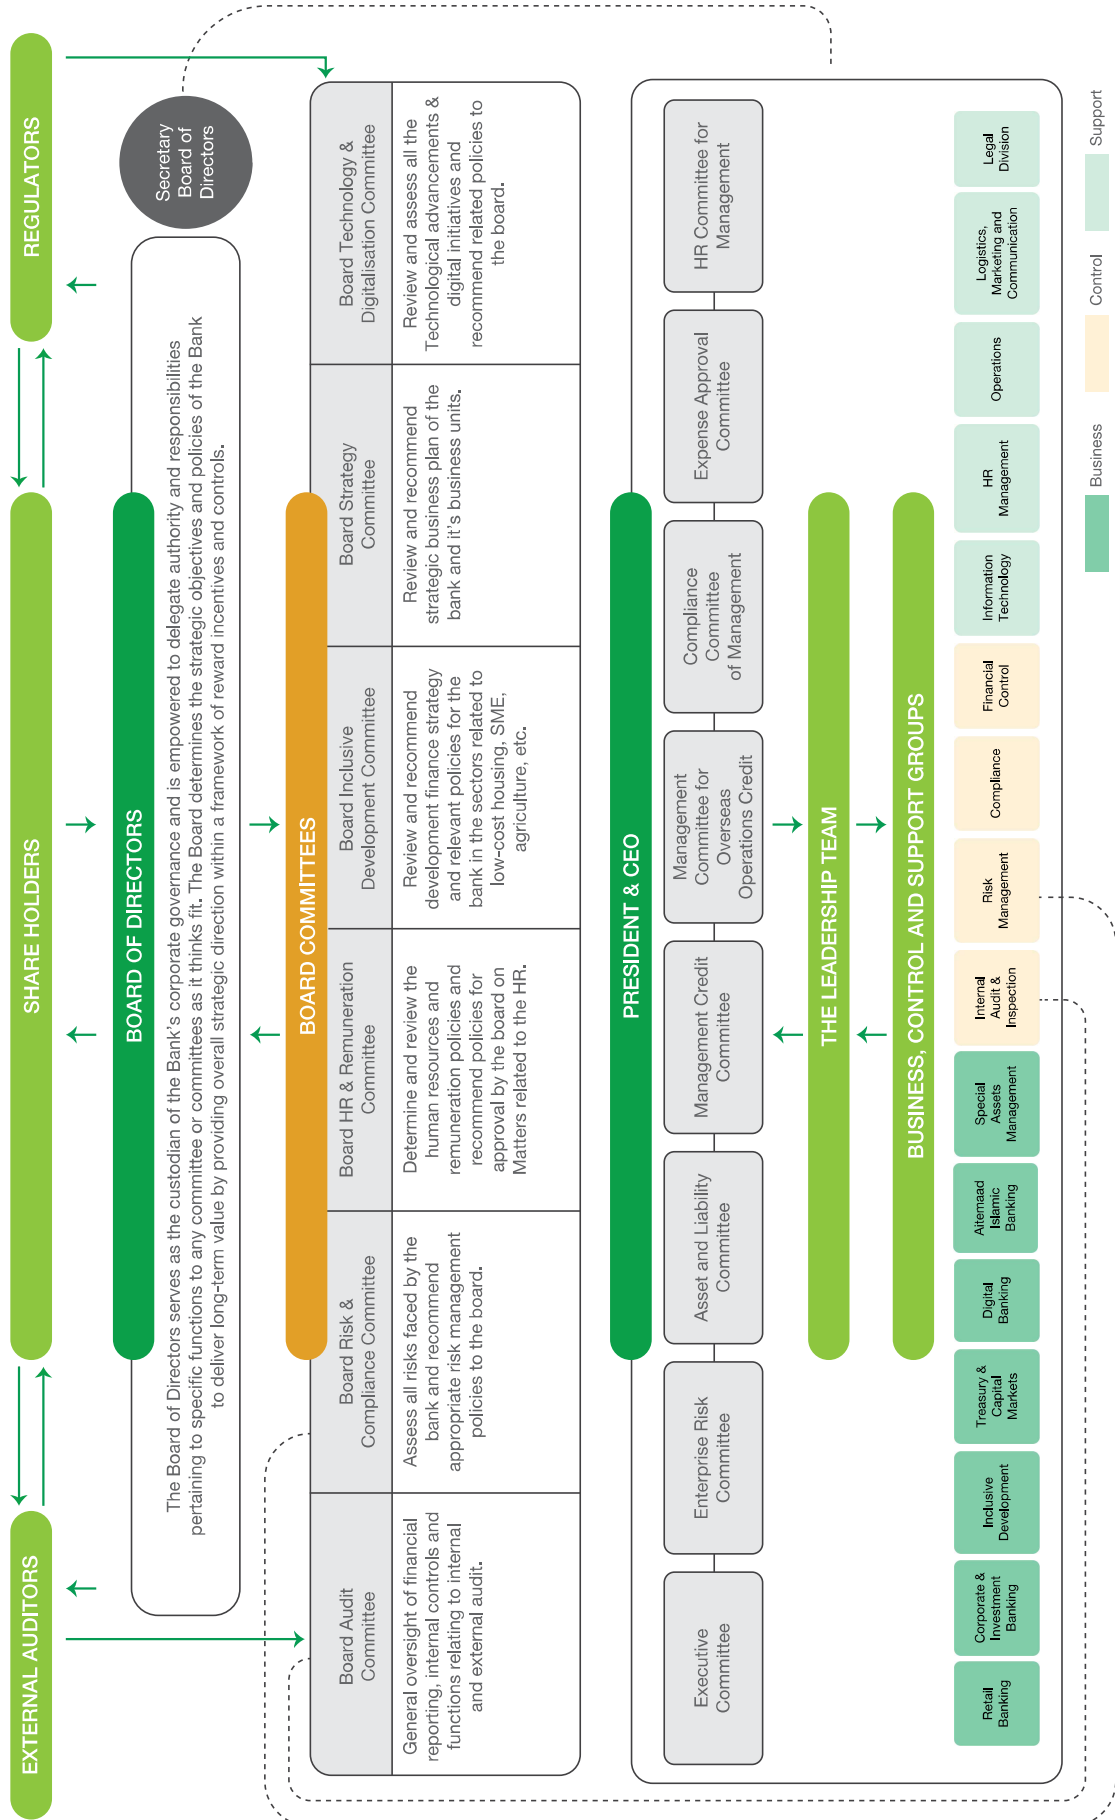 EXTERNAL AUDITORS
SHARE HOLDERS
REGULATORS
BOARD OF DIRECTORS
Secretary
Board of
Directors
The Board of Directors serves as the custodian of the Bank's corporate governance and is empowered to delegate authority and responsibilities
pertaining to specific functions to any committee or committees as it thinks fit. The Board determines the strategic objectives and policies of the Bank
to deliver long-term value by providing overall strategic direction within a framework of reward incentives and controls.
BOARD COMMITTEES
Board Audit
Committee
General oversight of financial
reporting, internal controls and
functions relating to internal
and external audit.
Board Risk &
Compliance Committee
Assess all risks faced by the
bank and recommend
appropriate risk management
policies to the board.
Board HR & Remuneration
Committee
Determine and review the
human resources and
remuneration policies and
recommend policies for
approval by the board on
Matters related to the HR.
Board Inclusive
Development Committee
Review and recommend
development finance strategy
and relevant policies for the
bank in the sectors related to
low-cost housing, SME,
agriculture, etc.
Board Strategy
Committee
Review and recommend
strategic business plan of the
bank and it's business units.
Board Technology &
Digitalisation Committee
Review and assess all the
Technological advancements &
digital initiatives and
recommend related policies to
the board.
PRESIDENT & CEO
Executive
Committee
Enterprise Risk
Committee
Asset and Liability
Committee
Management Credit
Committee
Management
Committee for
Overseas
Operations Credit
Compliance
Committee
of Management
Expense Approval
Committee
HR Committee for
Management
THE LEADERSHIP TEAM
BUSINESS, CONTROL AND SUPPORT GROUPS
Retail
Banking
Corporate &
Investment
Banking
Inclusive
Development
Treasury &
Capital
Markets
Digital
Banking
Aitemaad
Islamic
Banking
Special
Assets
Management
Internal
Audit &
Inspection
Risk
Management
Compliance
Financial
Control
Information
Technology
HR
Management
Operations
Logistics,
Marketing and
Communication
Legal
Division
Business
Control
Support